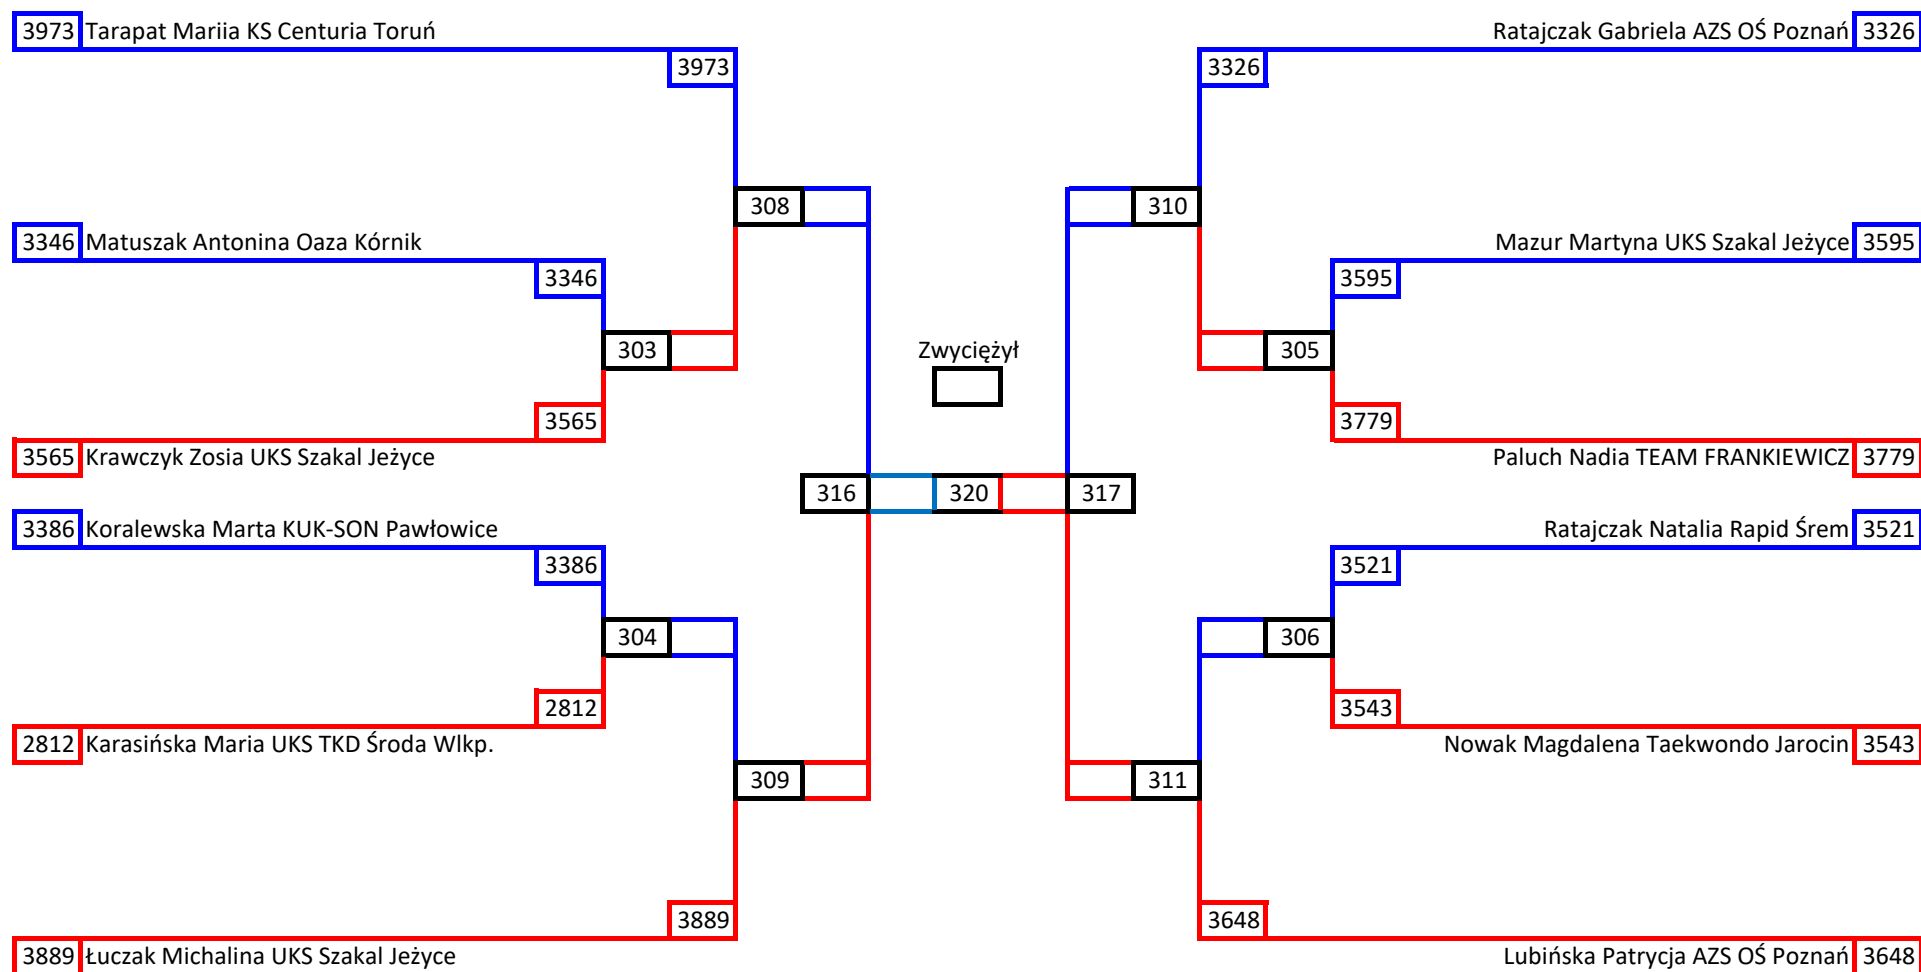 3973 Tarapat Mariia KS Centuria Toruń
Ratajczak Gabriela AZS OŚ Poznań 3326
3973
3326
308
310
3346 Matuszak Antonina Oaza Kórnik
Mazur Martyna UKS Szakal Jeżyce 3595
3346
3595
303
Zwyciężył
305
3565
3779
3565 Krawczyk Zosia UKS Szakal Jeżyce
Paluch Nadia TEAM FRANKIEWICZ 3779
316
320
317
3386 Koralewska Marta KUK-SON Pawłowice
Ratajczak Natalia Rapid Śrem 3521
3386
3521
304
306
2812
3543
2812 Karasińska Maria UKS TKD Środa Wlkp.
Nowak Magdalena Taekwondo Jarocin 3543
309
311
3889
3648
3889 Łuczak Michalina UKS Szakal Jeżyce
Lubińska Patrycja AZS OŚ Poznań 3648